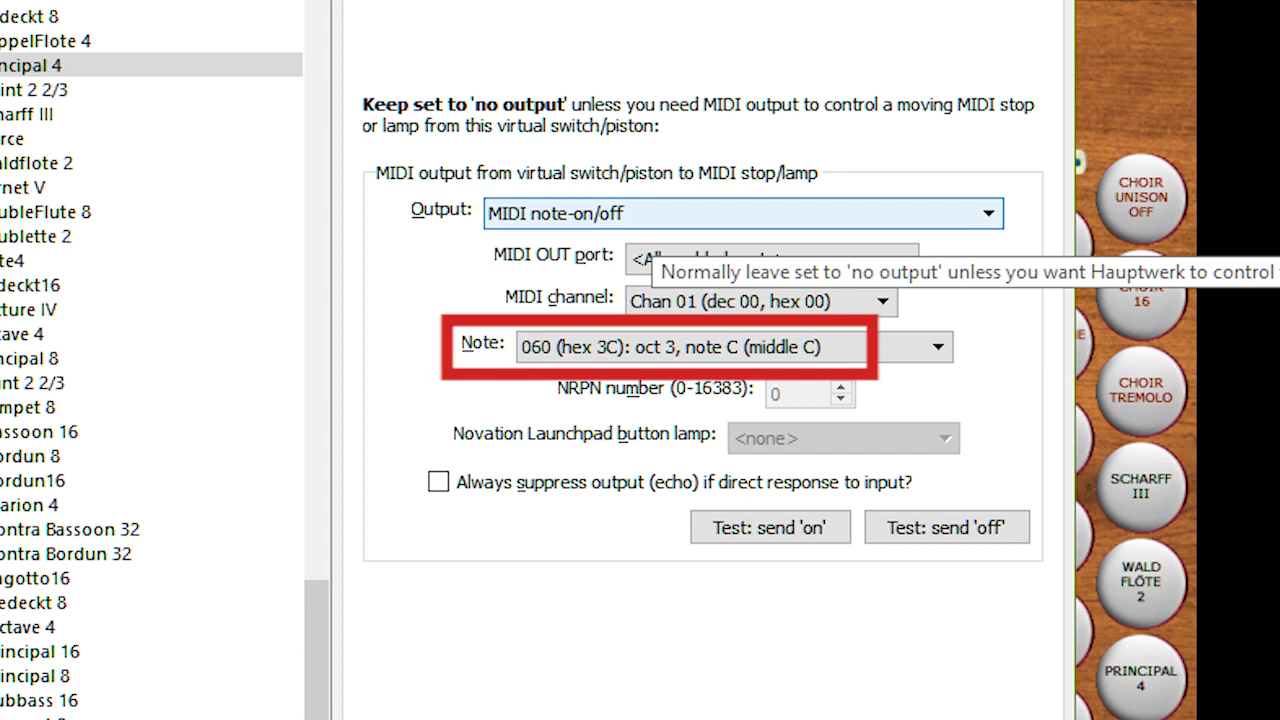 deckt 8
ppelFlote 4
ncipal 4
int 2 2/3
harff III
rce
aldflote 2
rnet V
ubleFlute 8
ublette 2
te4
deckt16
xture IV
tave 4
ncipal 8
int 2 2/3
mpet 8
assoon 16
ordun 8
ordun16
arion 4
ontra Bassoon 32
ontra Bordun 32
agotto16
edeckt 8
ctave 4
incipal 16
incipal 8
ubbass 16
Keep set to 'no output' unless you need MIDI output to control a moving MIDI stop
or lamp from this virtual switch/piston:
MIDI output from virtual switch/piston to MIDI stop/lamp
Output: MIDI note-on/off
MIDI OUT port:
Normally leave set to 'no output' unless you want Hauptwerk to control
MIDI channel: Chan 01 (dec 00, hex 00)
Note: 060 (hex 3C): oct 3, note C (middle C)
NRPN number (0-16383): 0
Novation Launchpad button lamp: <none>
Always suppress output (echo) if direct response to input?
Test: send 'on' Test: send 'off'
CHOIR
UNISON
OFF
16
CHOIR
TREMOLO
SCHARFF
III
WALD
FLÖTE
2
PRINCIPAL
4